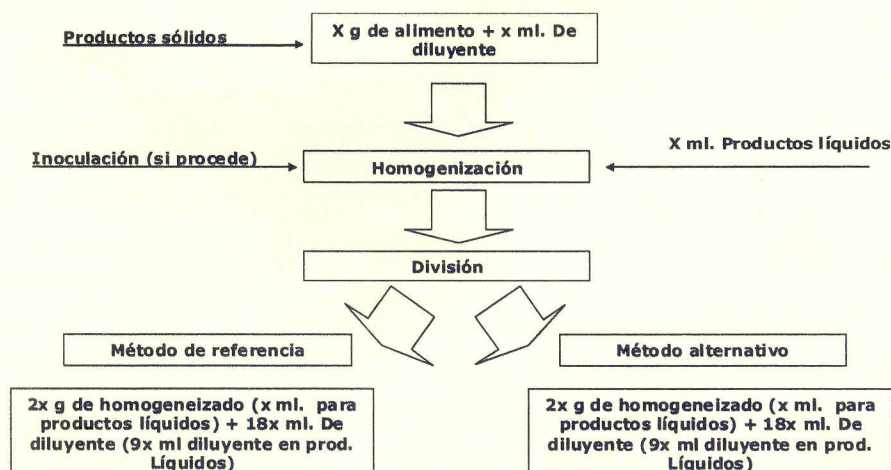 Productos sólidos
X g de alimento + x ml. De
diluyente
Inoculación (si procede)
Homogenización
X ml. Productos líquidos
División
Método de referencia
Método alternativo
2x g de homogeneizado (x ml. para
productos líquidos) + 18x ml. De
diluyente (9x ml diluyente en prod.
Líquidos)
2x g de homogeneizado (x ml. para
productos líquidos) + 18x ml. De
diluyente (9x ml diluyente en prod.
Líquidos)